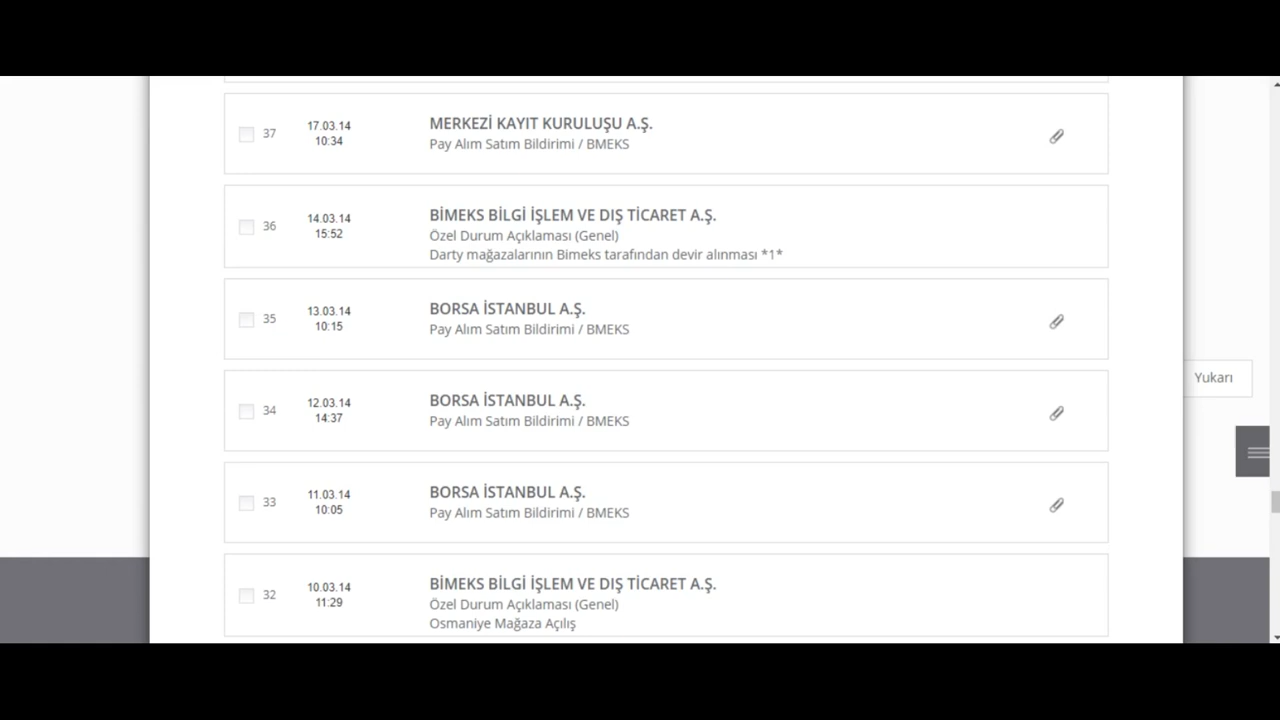 37
17.03.14
10:34
MERKEZİ KAYIT KURULUŞU A.Ş.
Pay Alım Satım Bildirimi / BMEKS
36
14.03.14
15:52
BİMEKS BİLGİ İŞLEM VE DIŞ TİCARET A.Ş.
Özel Durum Açıklaması (Genel)
Darty mağazalarının Bimeks tarafından devir alınması *1*
35
13.03.14
10:15
BORSA İSTANBUL A.Ş.
Pay Alım Satım Bildirimi / BMEKS
Yukarı
34
12.03.14
14:37
BORSA İSTANBUL A.Ş.
Pay Alım Satım Bildirimi / BMEKS
33
11.03.14
10:05
BORSA İSTANBUL A.Ş.
Pay Alım Satım Bildirimi / BMEKS
32
10.03.14
11:29
BİMEKS BİLGİ İŞLEM VE DIŞ TİCARET A.Ş.
Özel Durum Açıklaması (Genel)
Osmaniye Mağaza Açılış